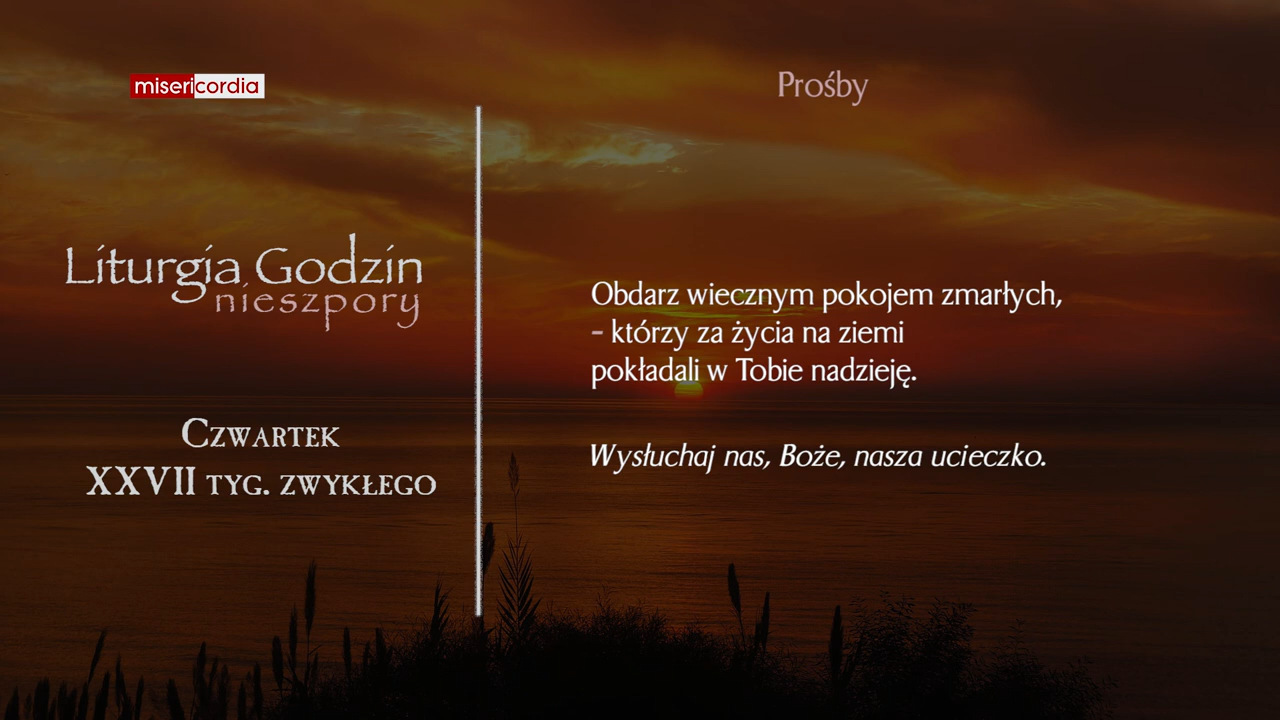 misericordia
Prośby
Liturgia Godzin
nieszpory
Czwartek
XXVII tyg. zwykłego
Obdarz wiecznym pokojem zmarłych,
- którzy za życia na ziemi
pokładali w Tobie nadzieję.
Wysłuchaj nas, Boże, nasza ucieczko.